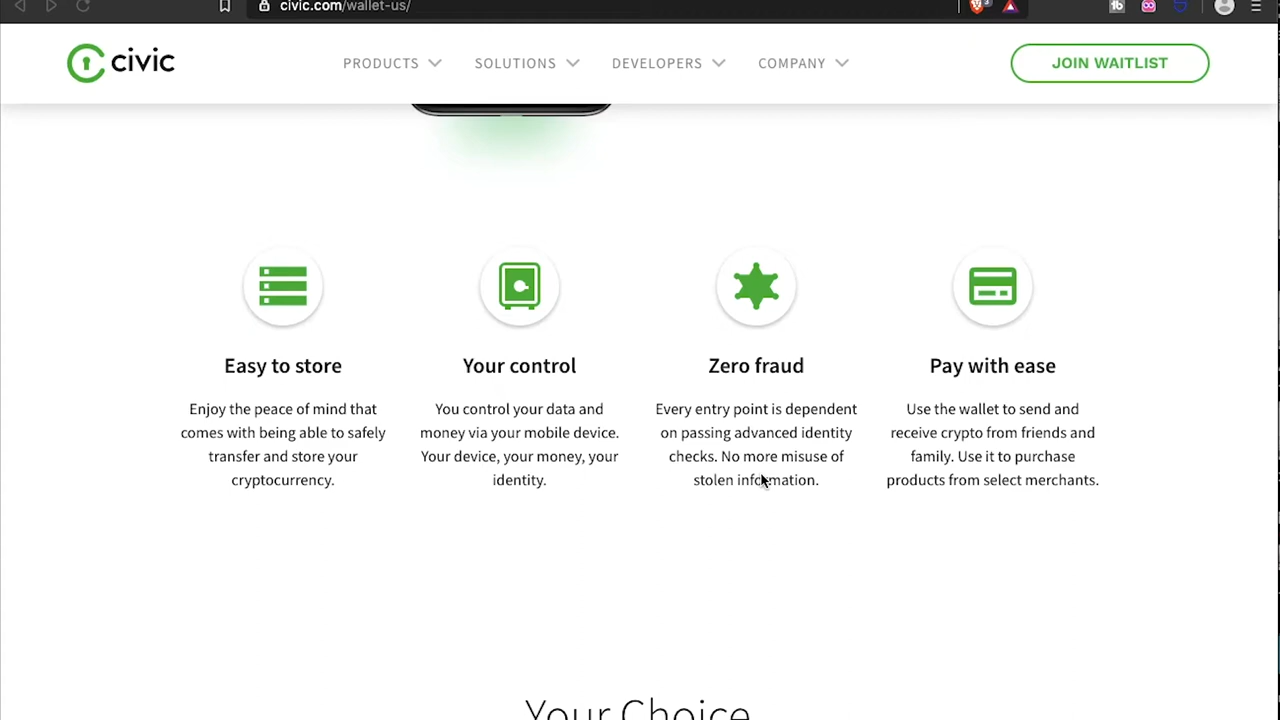 civic.com/wallet-us/
civic
PRODUCTS
SOLUTIONS
DEVELOPERS
COMPANY
JOIN WAITLIST
Easy to store
Enjoy the peace of mind that
comes with being able to safely
transfer and store your
cryptocurrency.
Your control
You control your data and
money via your mobile device.
Your device, your money, your
identity.
Zero fraud
Every entry point is dependent
on passing advanced identity
checks. No more misuse of
stolen information.
Pay with ease
Use the wallet to send and
receive crypto from friends and
family. Use it to purchase
products from select merchants.
Your Choice